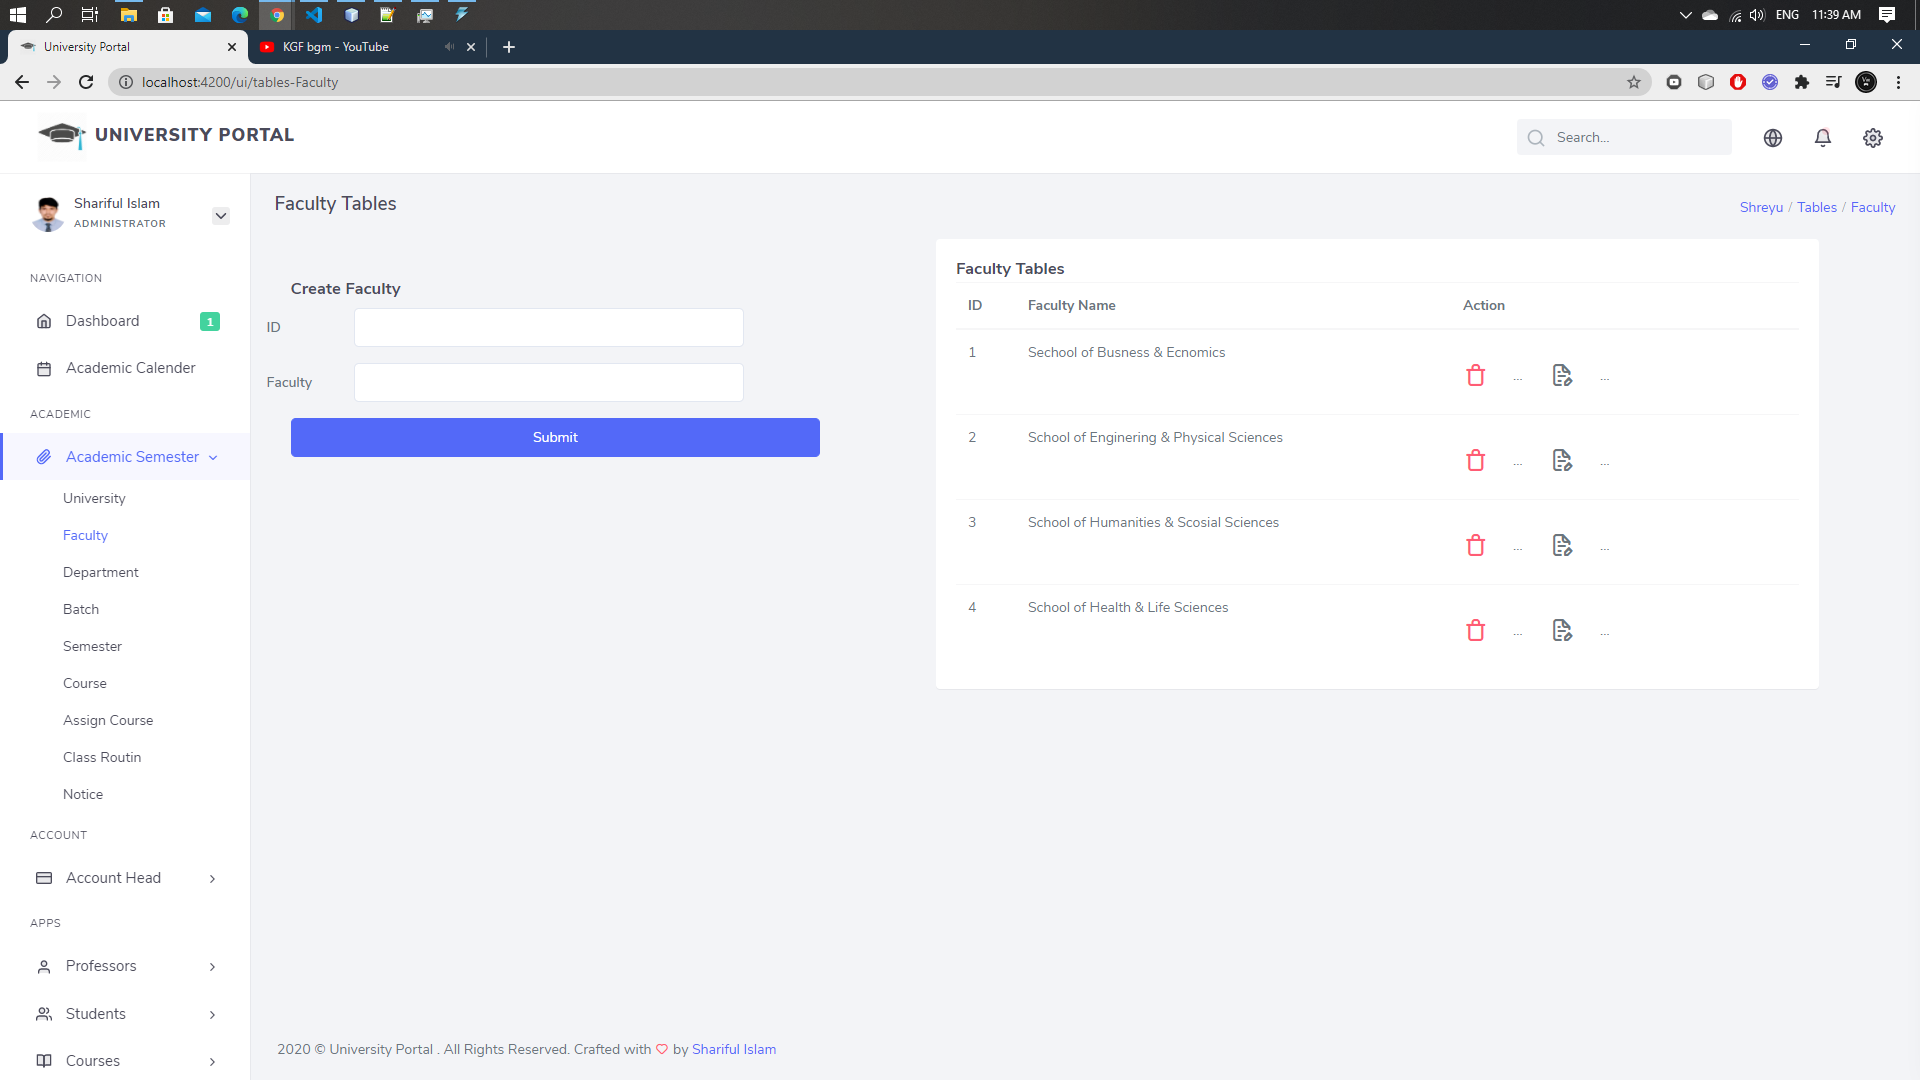 ENG 11:39 AM
University Portal
KGF bgm - YouTube
localhost:4200/ui/tables-Faculty
UNIVERSITY PORTAL
Search...
Shariful Islam
ADMINISTRATOR
NAVIGATION
Dashboard 1
Academic Calender
ACADEMIC
Academic Semester
University
Faculty
Department
Batch
Semester
Course
Assign Course
Class Routin
Notice
ACCOUNT
Account Head
APPS
Professors
Students
Courses
Faculty Tables
Shreyu / Tables / Faculty
Create Faculty
ID
Faculty
Submit
Faculty Tables
ID Faculty Name Action
1 Sechool of Busness & Ecnomics ... ...
2 School of Enginering & Physical Sciences ... ...
3 School of Humanities & Scosial Sciences ... ...
4 School of Health & Life Sciences ... ...
2020 © University Portal . All Rights Reserved. Crafted with ♡ by Shariful Islam